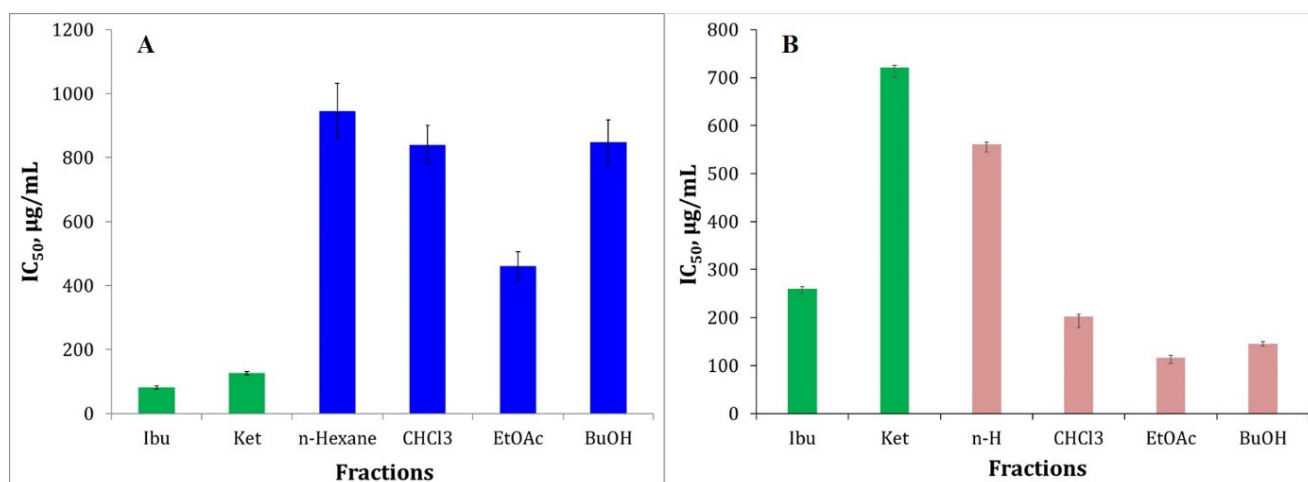 A
IC₅₀, µg/mL
1200
1000
800
600
400
200
0
Ibu Ket n-Hexane CHCl3 EtOAc BuOH
Fractions
B
IC₅₀, µg/mL
800
700
600
500
400
300
200
100
0
Ibu Ket n-H CHCl3 EtOAc BuOH
Fractions